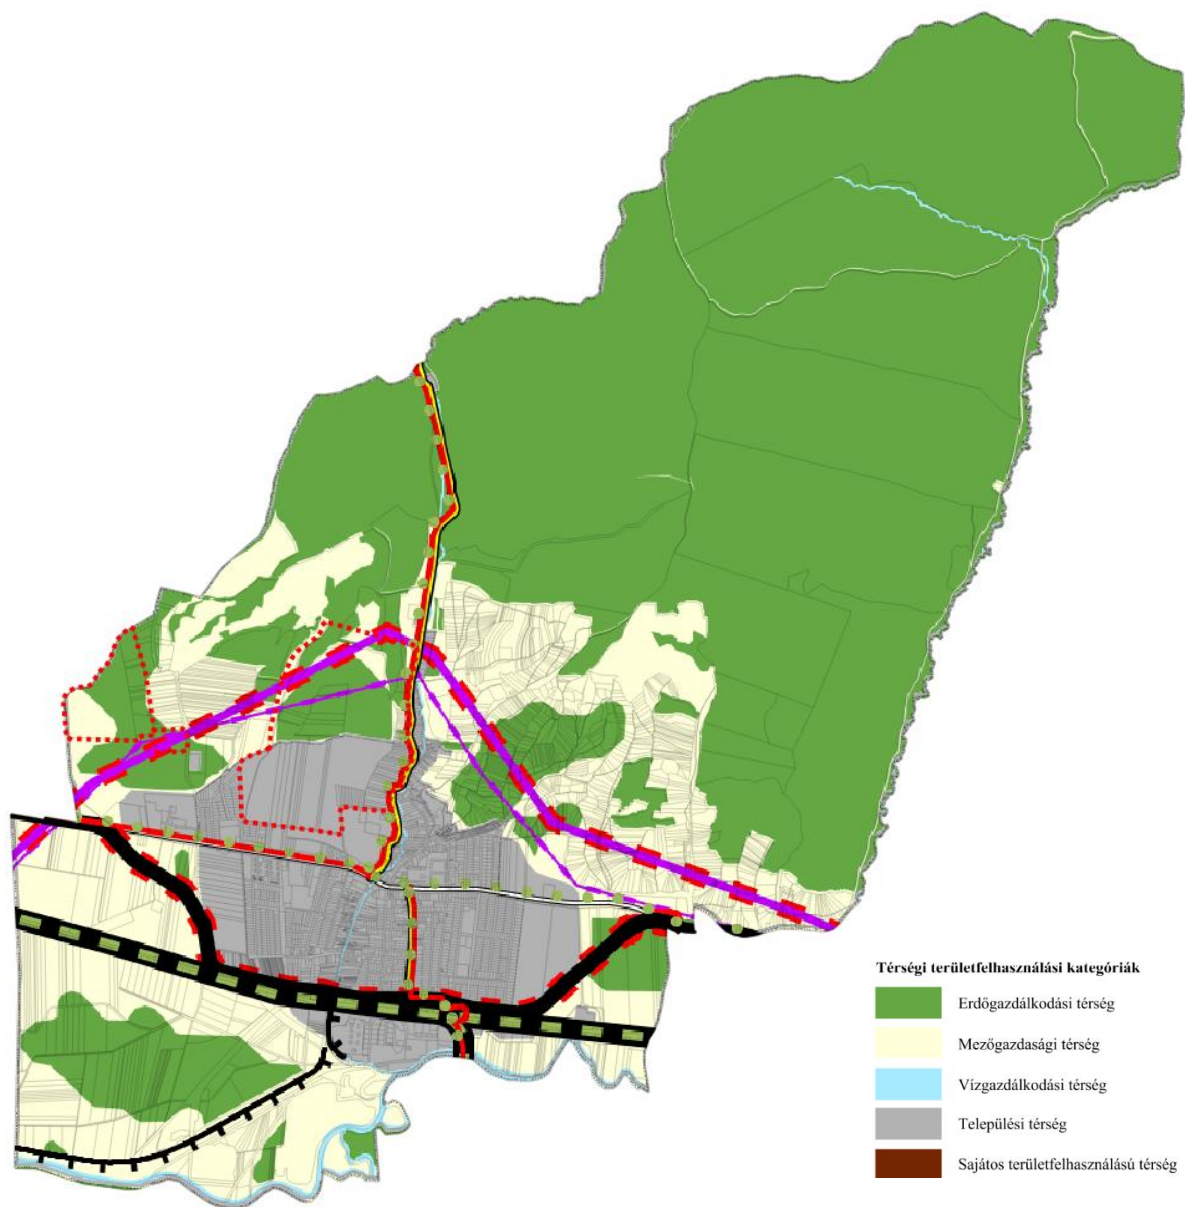 Térségi területfelhasználási kategóriák
Erdőgazdálkodási térség
Mezőgazdasági térség
Vízgazdálkodási térség
Települési térség
Sajátos területfelhasználású térség